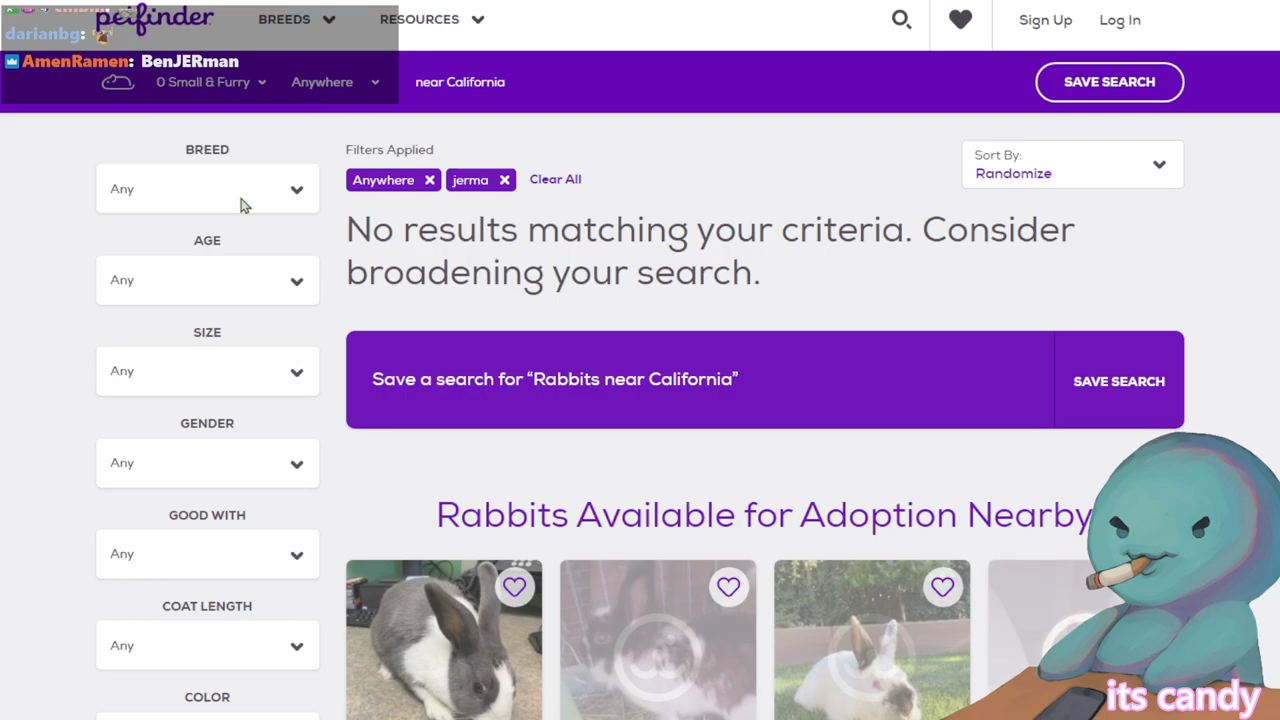 petfinder
BREEDS
RESOURCES
Sign Up
Log In
darianbg:
AmenRamen: BenJERman
0 Small & Furry
Anywhere
near California
SAVE SEARCH
BREED
Any
AGE
Any
SIZE
Any
GENDER
Any
GOOD WITH
Any
COAT LENGTH
Any
COLOR
Filters Applied
Anywhere
jerma
Clear All
Sort By:
Randomize
No results matching your criteria. Consider
broadening your search.
Save a search for “Rabbits near California”
SAVE SEARCH
Rabbits Available for Adoption Nearby
its candy